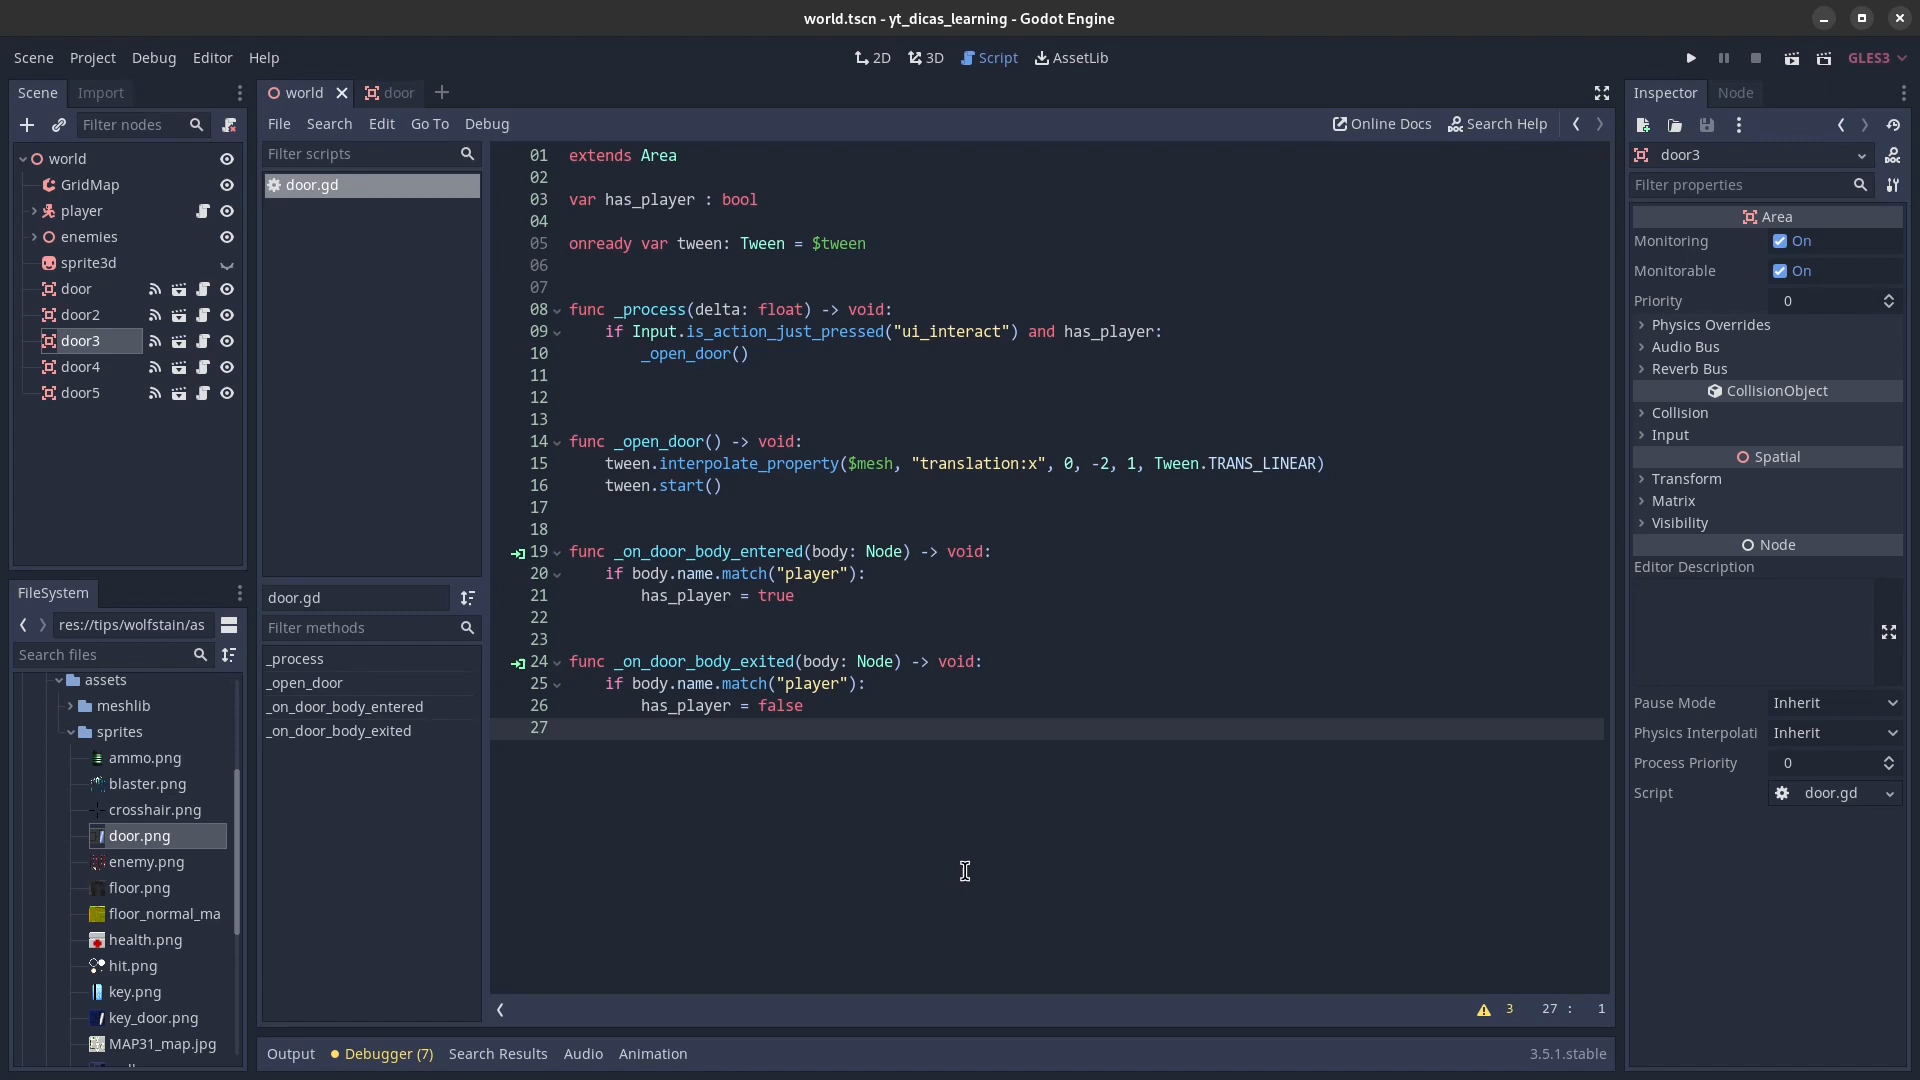 world.tscn - yt_dicas_learning - Godot Engine
Scene Project Debug Editor Help
2D 3D Script AssetLib
GLES3
Scene Import
Filter nodes
world
GridMap
player
enemies
sprite3d
door
door2
door3
door4
door5
FileSystem
res://tips/wolfstain/as
Search files
assets
meshlib
sprites
ammo.png
blaster.png
crosshair.png
door.png
enemy.png
floor.png
floor_normal_ma
health.png
hit.png
key.png
key_door.png
MAP31_map.jpg
world door
File Search Edit Go To Debug
Online Docs Search Help
Filter scripts
door.gd
door.gd
Filter methods
_process
_open_door
_on_door_body_entered
_on_door_body_exited
01 extends Area
02
03 var has_player : bool
04
05 onready var tween: Tween = $tween
06
07
08 func _process(delta: float) -> void:
09 if Input.is_action_just_pressed("ui_interact") and has_player:
10 _open_door()
11
12
13
14 func _open_door() -> void:
15 tween.interpolate_property($mesh, "translation:x", 0, -2, 1, Tween.TRANS_LINEAR)
16 tween.start()
17
18
19 func _on_door_body_entered(body: Node) -> void:
20 if body.name.match("player"):
21 has_player = true
22
23
24 func _on_door_body_exited(body: Node) -> void:
25 if body.name.match("player"):
26 has_player = false
27
3 27 : 1
Output Debugger (7) Search Results Audio Animation
3.5.1.stable
Inspector Node
door3
Filter properties
Area
Monitoring On
Monitorable On
Priority 0
Physics Overrides
Audio Bus
Reverb Bus
CollisionObject
Collision
Input
Spatial
Transform
Matrix
Visibility
Node
Editor Description
Pause Mode Inherit
Physics Interpolati Inherit
Process Priority 0
Script door.gd